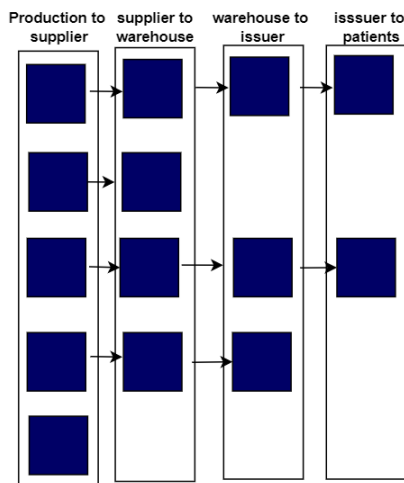 Production to
supplier
supplier to
warehouse
warehouse to
issuer
isssuer to
patients